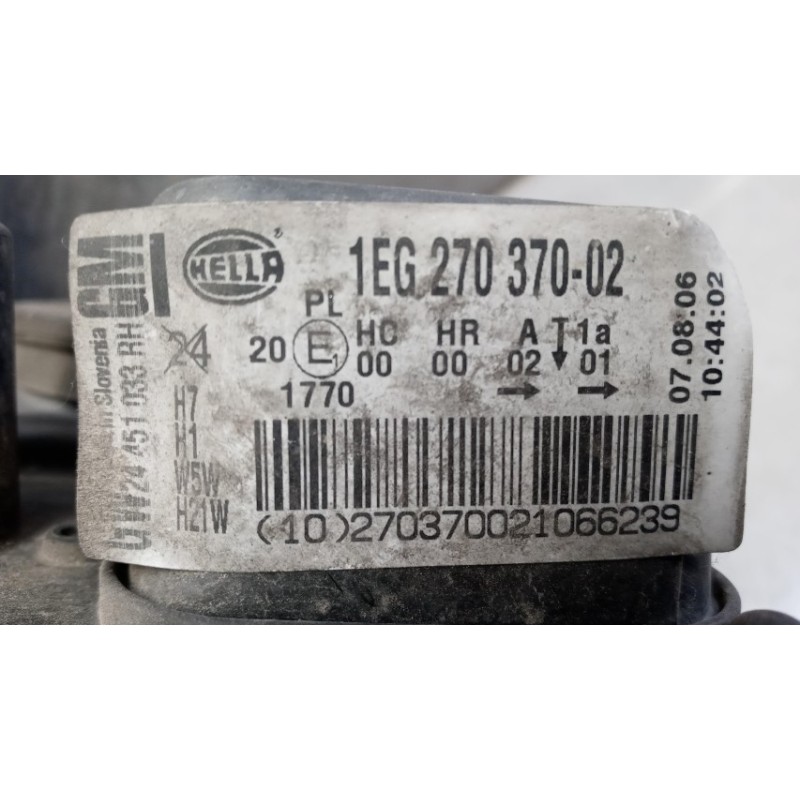 GM
in Slovenia
24 451 033 RH
HELLA
®
1EG 270 370-02
PL
24
20 E1 HC HR A 1a
00 00 02 01
1770
→ →
H7
H1
W5W
H21W
(10)270370021066239
07.08.06
10:44:02